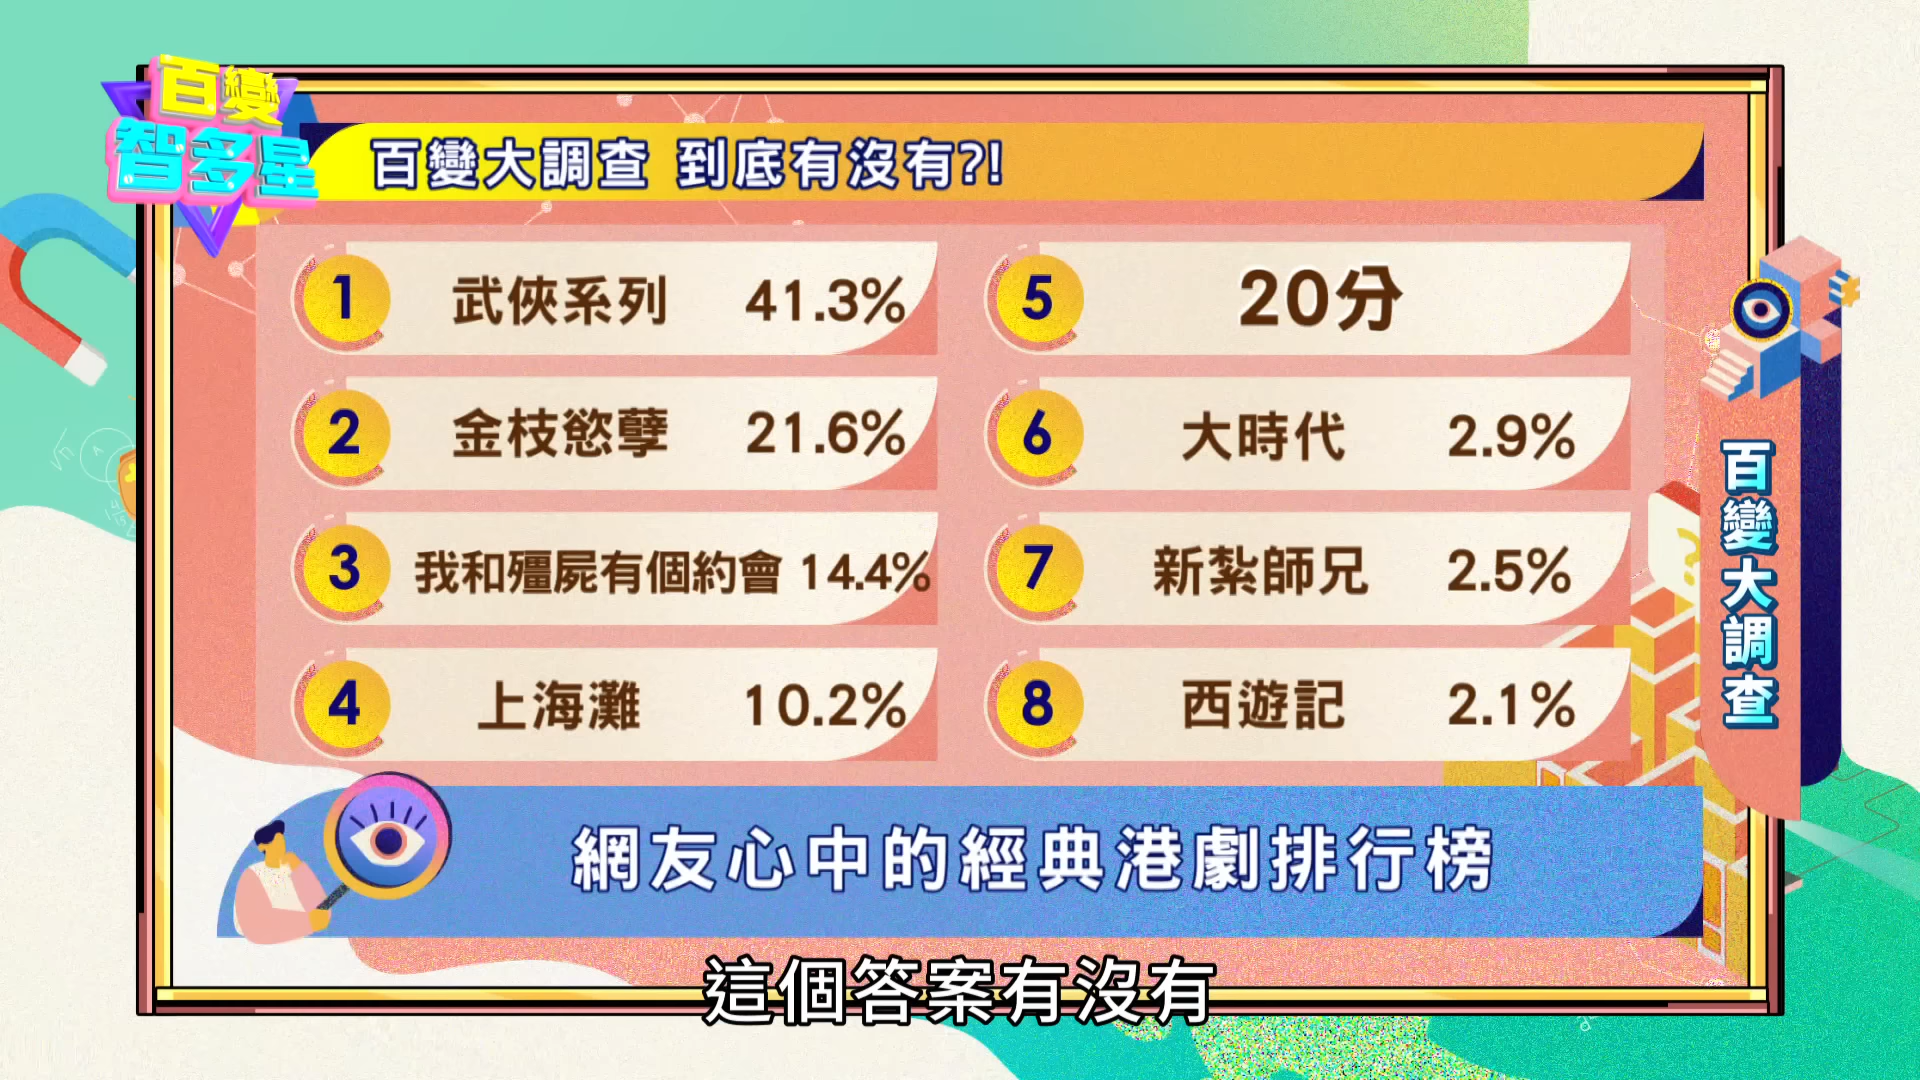 百變
智多星
百變大調查 到底有沒有?!
1 武俠系列 41.3%
2 金枝慾孽 21.6%
3 我和殭屍有個約會 14.4%
4 上海灘 10.2%
5 20分
6 大時代 2.9%
7 新紮師兄 2.5%
8 西遊記 2.1%
百變大調查
網友心中的經典港劇排行榜
這個答案有沒有